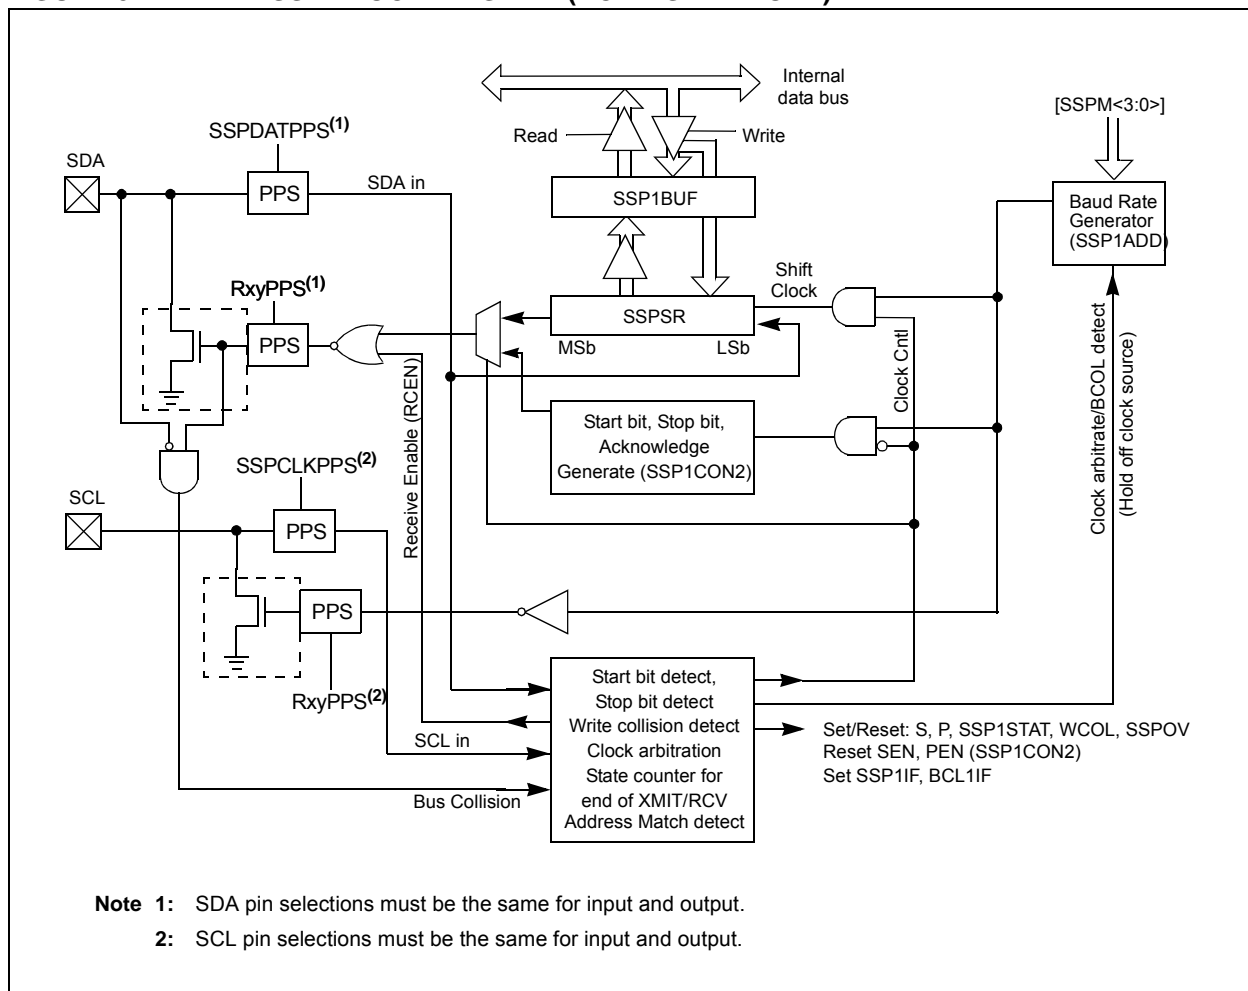 Internal
data bus
[SSPM<3:0>]
Read
Write
SSPDATPPS(1)
SDA
PPS
SDA in
SSP1BUF
Baud Rate
Generator
(SSP1ADD)
Shift
Clock
RxyPPS(1)
PPS
SSPSR
MSb
LSb
Clock Cntl
Receive Enable (RCEN)
Clock arbitrate/BCOL detect
(Hold off clock source)
Start bit, Stop bit,
Acknowledge
Generate (SSP1CON2)
SSPCLKPPS(2)
SCL
PPS
PPS
RxyPPS(2)
SCL in
Bus Collision
Start bit detect,
Stop bit detect
Write collision detect
Clock arbitration
State counter for
end of XMIT/RCV
Address Match detect
Set/Reset: S, P, SSP1STAT, WCOL, SSPOV
Reset SEN, PEN (SSP1CON2)
Set SSP1IF, BCL1IF
Note 1: SDA pin selections must be the same for input and output.
2: SCL pin selections must be the same for input and output.